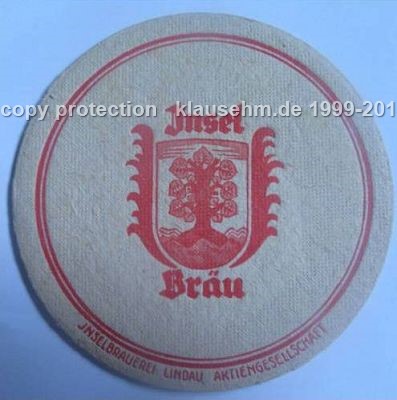 copy protection klausehm.de 1999-201
Insel
Bräu
INSELBRAUEREI LINDAU AKTIENGESELLSCHAFT